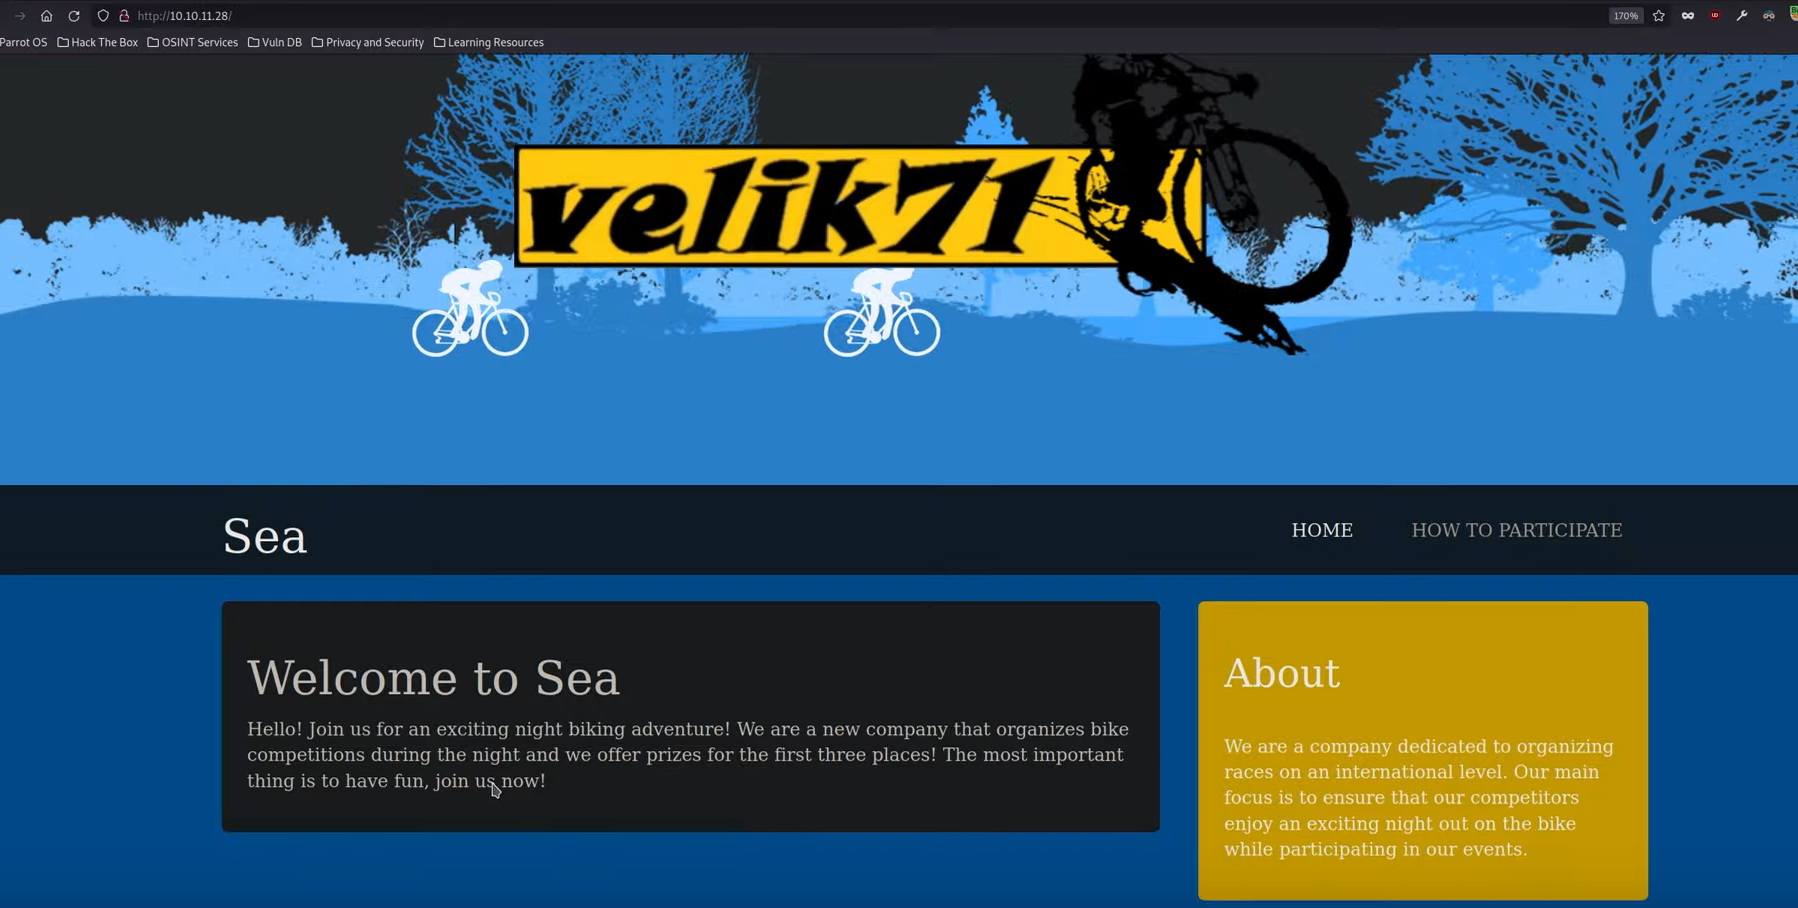 http://10.10.11.28/
170%
Parrot OS
Hack The Box
OSINT Services
Vuln DB
Privacy and Security
Learning Resources
velik71
Sea
HOME
HOW TO PARTICIPATE
Welcome to Sea
Hello! Join us for an exciting night biking adventure! We are a new company that organizes bike
competitions during the night and we offer prizes for the first three places! The most important
thing is to have fun, join us now!
About
We are a company dedicated to organizing
races on an international level. Our main
focus is to ensure that our competitors
enjoy an exciting night out on the bike
while participating in our events.